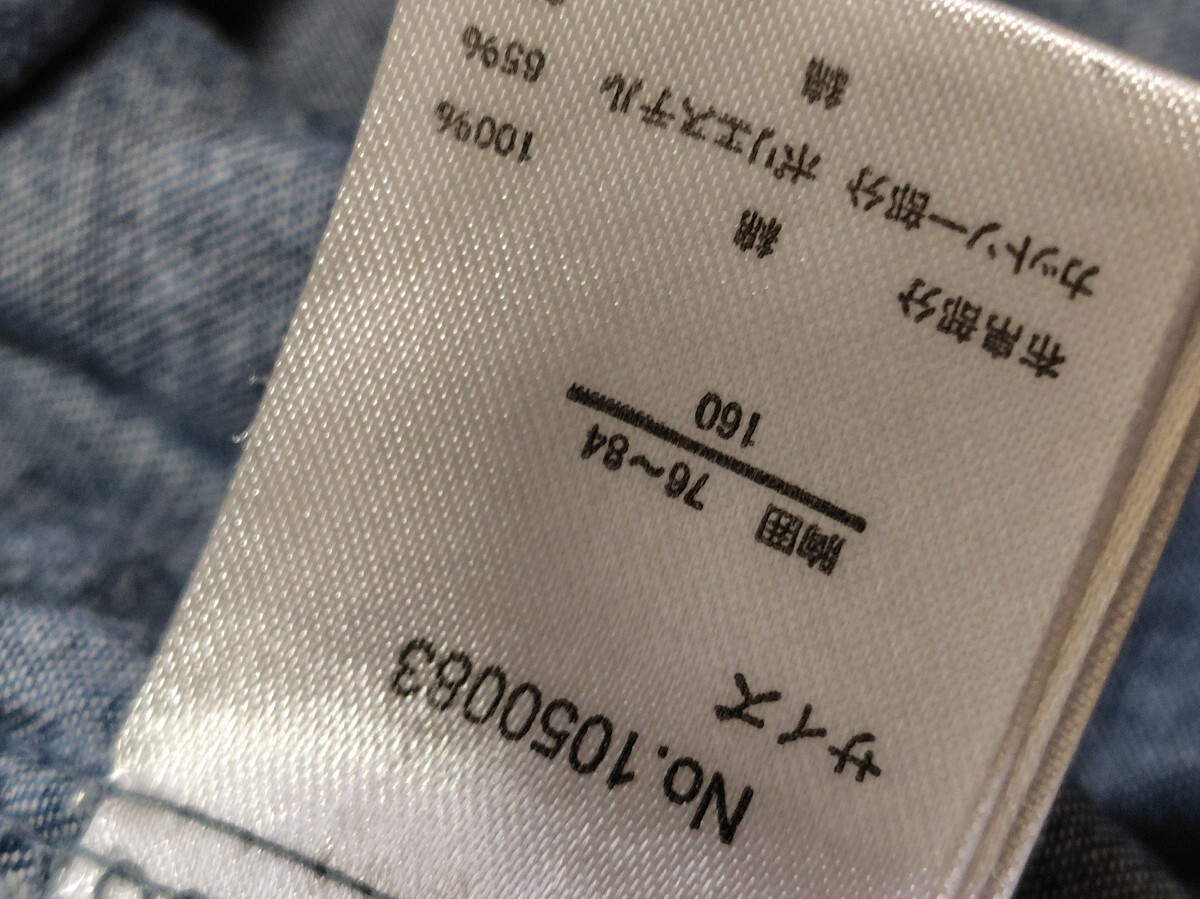 No.1050063
サイズ
胸囲 76～84
160
布帛部分
綿 100%
カットソー部分 ポリエステル 65%
綿